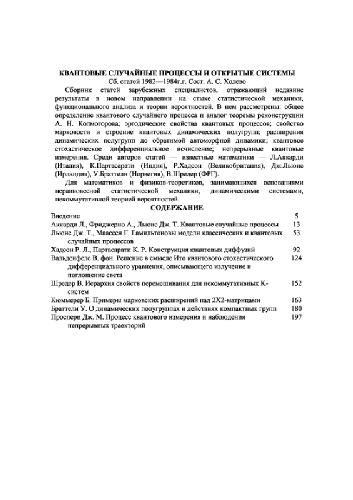 КВАНТОВЫЕ СЛУЧАЙНЫЕ ПРОЦЕССЫ И ОТКРЫТЫЕ СИСТЕМЫ
Сб. статей 1982—1984г.г. Сост. А. С. Холево
Сборник статей зарубежных специалистов, отражающий недавние
результаты в новом направлении на стыке статистической механики,
функционального анализа и теории вероятностей. В нем рассмотрены: общее
определение квантового случайного процесса и аналог теоремы реконструкции
А. Н. Колмогорова; эргодические свойства квантовых процессов; свойство
марковости и строение квантовых динамических полугрупп; расширения
динамических полугрупп до обратимой автоморфной динамики; квантовое
стохастическое дифференциальное исчисление; непрерывные квантовые
измерения. Среди авторов статей — известные математики — Л.Аккарди
(Италия), К.Партасарати (Индия), Р.Хадсон (Великобритания), Дж.Льюис
(Ирландия), У.Браттели (Норвегия), В.Шредер (ФРГ).
Для математиков и физиков-теоретиков, занимающихся вопросами
неравновесной статистической механики, динамическими системами,
некоммутативной теорией вероятностей.
СОДЕРЖАНИЕ
Введение 5
Аккарди Л., Фриджерио А., Льюис Дж. Т. Квантовые случайные процессы 13
Льюис Дж. Т., Маассен Г. Гамильтоновы модели классических и квантовых 53
случайных процессов
Хадсон Р. Л., Партасарати К. Р. Конструкция квантовых диффузий 92
Вальденфельс В. фон. Решение в смысле Ито квантового стохастического 124
дифференциального уравнения, описывающего излучение и
поглощение света
Шредер В. Иерархия свойств перемешивания для некоммутативных К- 152
систем
Кюммерер Б. Примеры марковских расширений над 2X2-матрицами 163
Браттели У. О динамических полугруппах и действиях компактных групп 180
Проспери Дж. М. Процесс квантового измерения и наблюдения 197
непрерывных траекторий